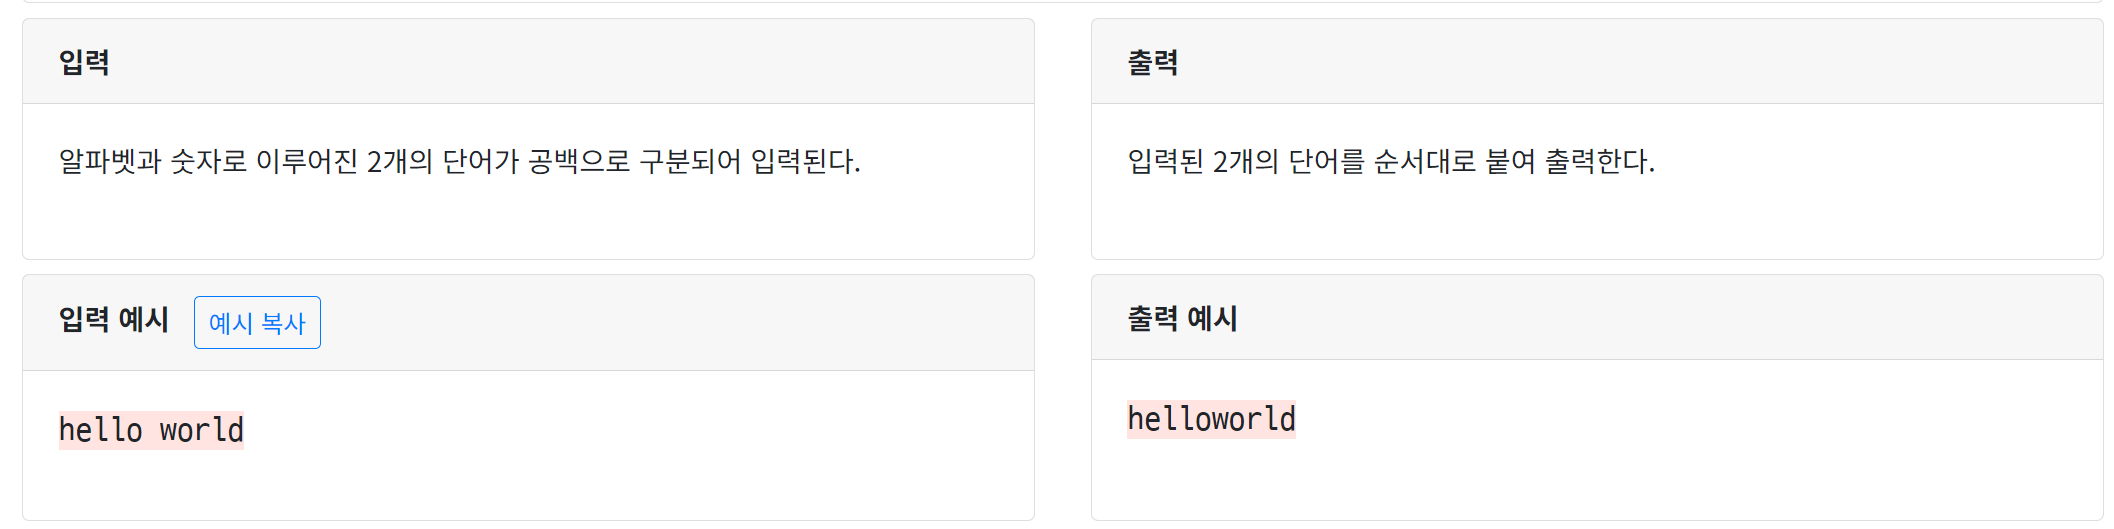 입력
알파벳과 숫자로 이루어진 2개의 단어가 공백으로 구분되어 입력된다.
출력
입력된 2개의 단어를 순서대로 붙여 출력한다.
입력 예시 예시 복사
hello world
출력 예시
helloworld